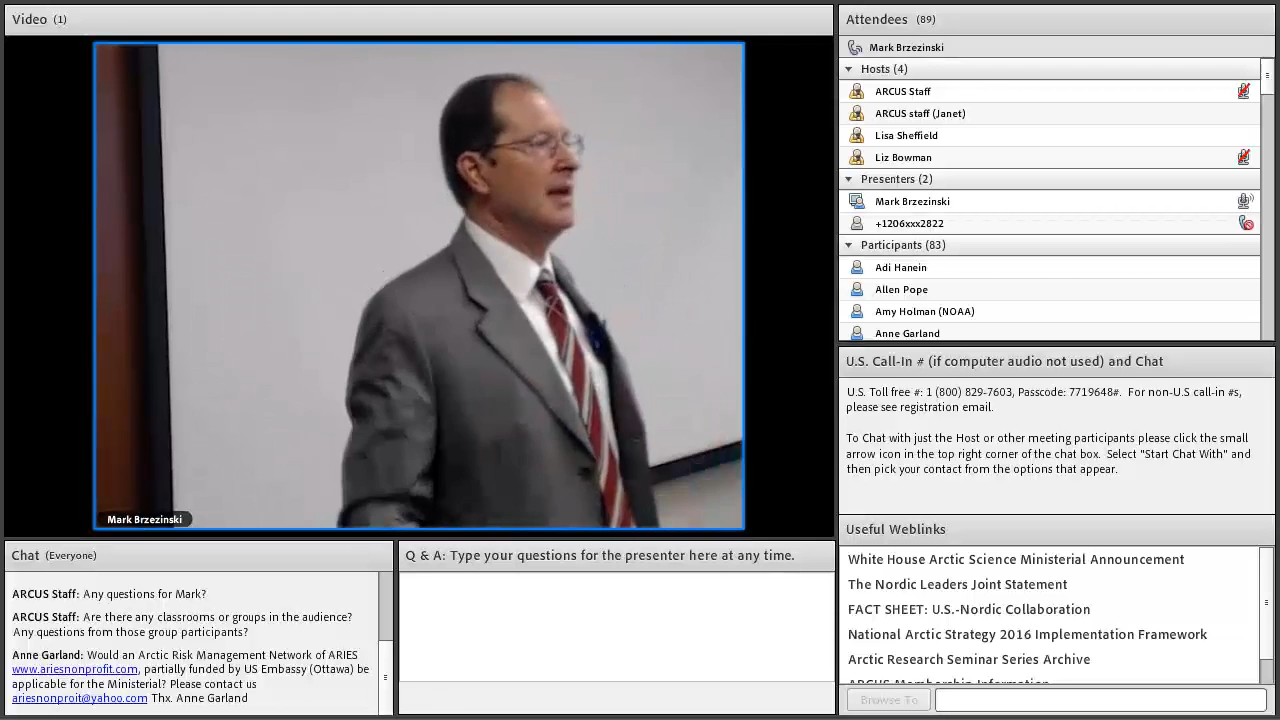 Video (1)
Mark Brzezinski
Chat (Everyone)
ARCUS Staff: Any questions for Mark?
ARCUS Staff: Are there any classrooms or groups in the audience?
Any questions from those group participants?
Anne Garland: Would an Arctic Risk Management Network of ARIES
www.ariesnonprofit.com, partially funded by US Embassy (Ottawa) be
applicable for the Ministerial? Please contact us
ariesnonproit@yahoo.com Thx. Anne Garland
Q & A: Type your questions for the presenter here at any time.
Attendees (89)
Mark Brzezinski
Hosts (4)
ARCUS Staff
ARCUS staff (Janet)
Lisa Sheffield
Liz Bowman
Presenters (2)
Mark Brzezinski
+1206xxx2822
Participants (83)
Adi Hanein
Allen Pope
Amy Holman (NOAA)
Anne Garland
U.S. Call-In # (if computer audio not used) and Chat
U.S. Toll free #: 1 (800) 829-7603, Passcode: 7719648#. For non-U.S call-in #s,
please see registration email.
To Chat with just the Host or other meeting participants please click the small
arrow icon in the top right corner of the chat box. Select "Start Chat With" and
then pick your contact from the options that appear.
Useful Weblinks
White House Arctic Science Ministerial Announcement
The Nordic Leaders Joint Statement
FACT SHEET: U.S.-Nordic Collaboration
National Arctic Strategy 2016 Implementation Framework
Arctic Research Seminar Series Archive
ARCUS Membership Information
Browse To